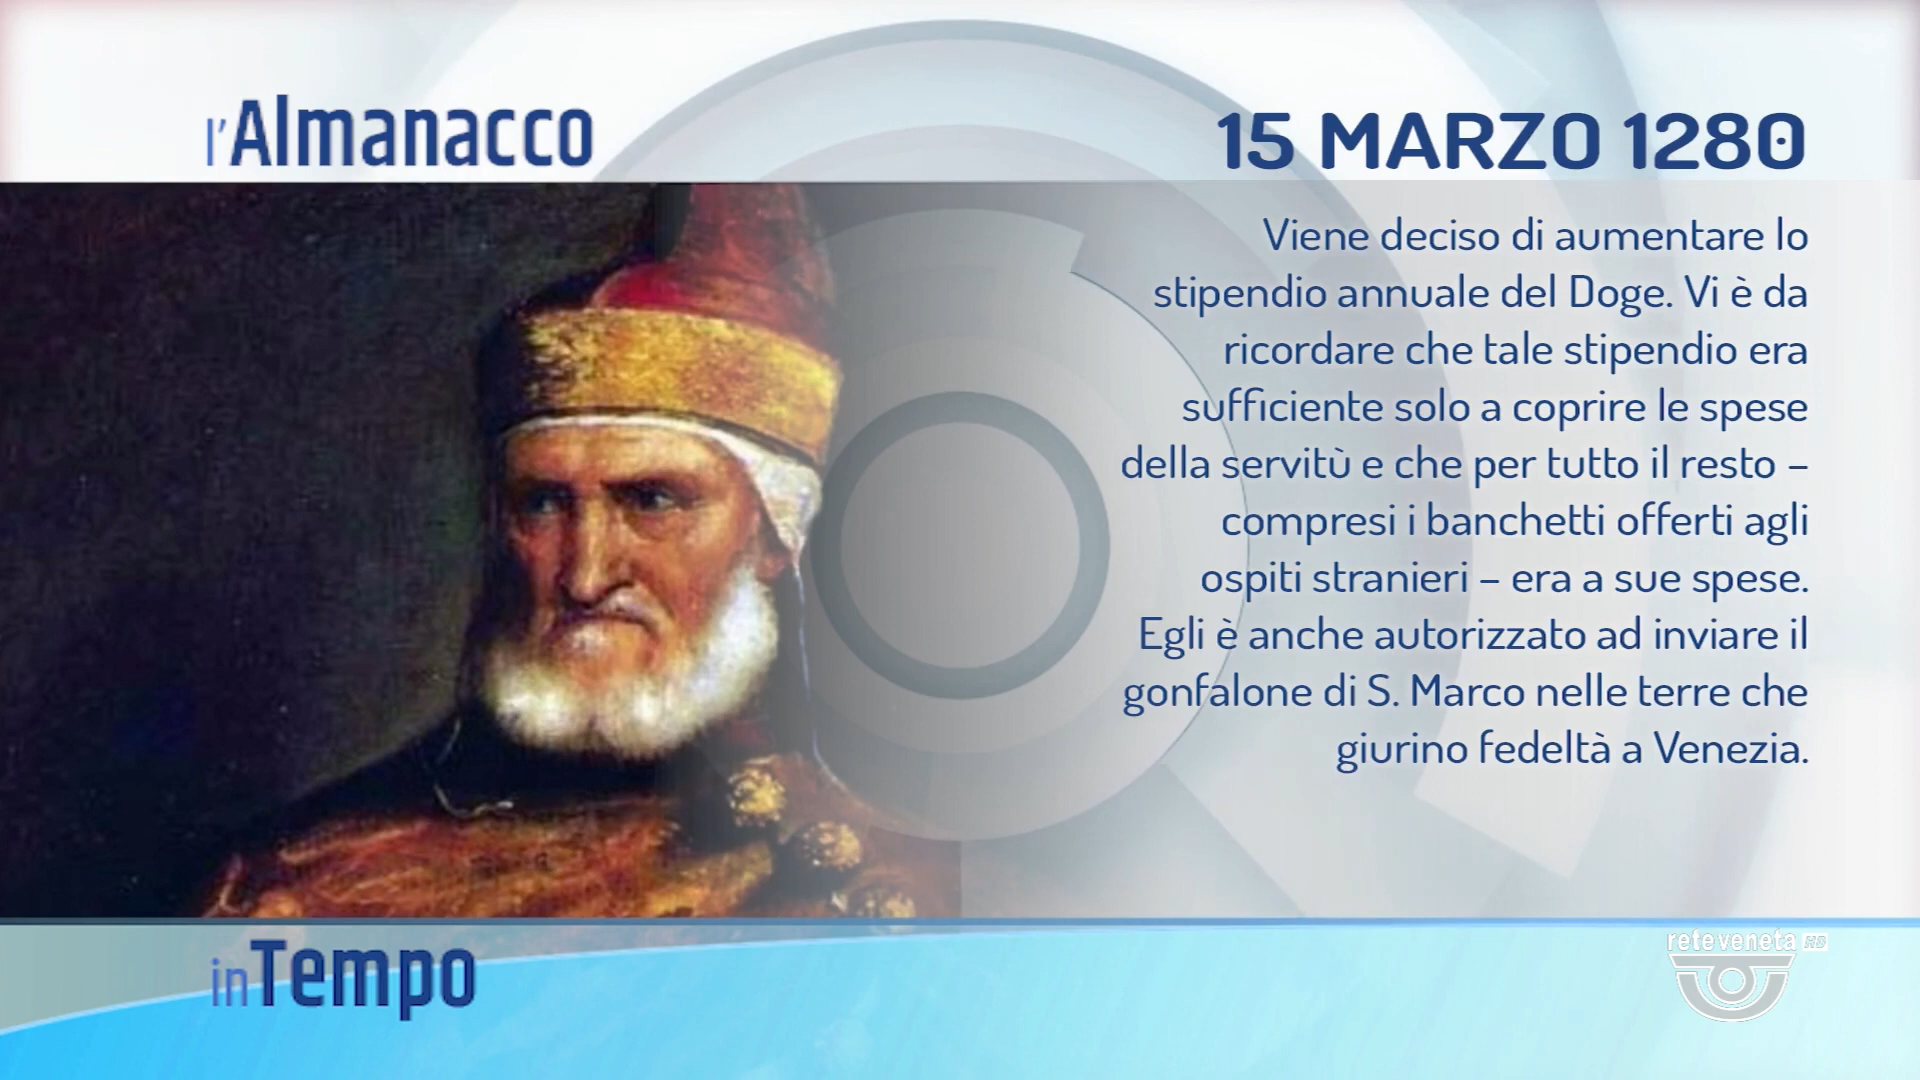 l'Almanacco
15 MARZO 1280
Viene deciso di aumentare lo
stipendio annuale del Doge. Vi è da
ricordare che tale stipendio era
sufficiente solo a coprire le spese
della servitù e che per tutto il resto –
compresi i banchetti offerti agli
ospiti stranieri – era a sue spese.
Egli è anche autorizzato ad inviare il
gonfalone di S. Marco nelle terre che
giurino fedeltà a Venezia.
inTempo
reteveneta HD